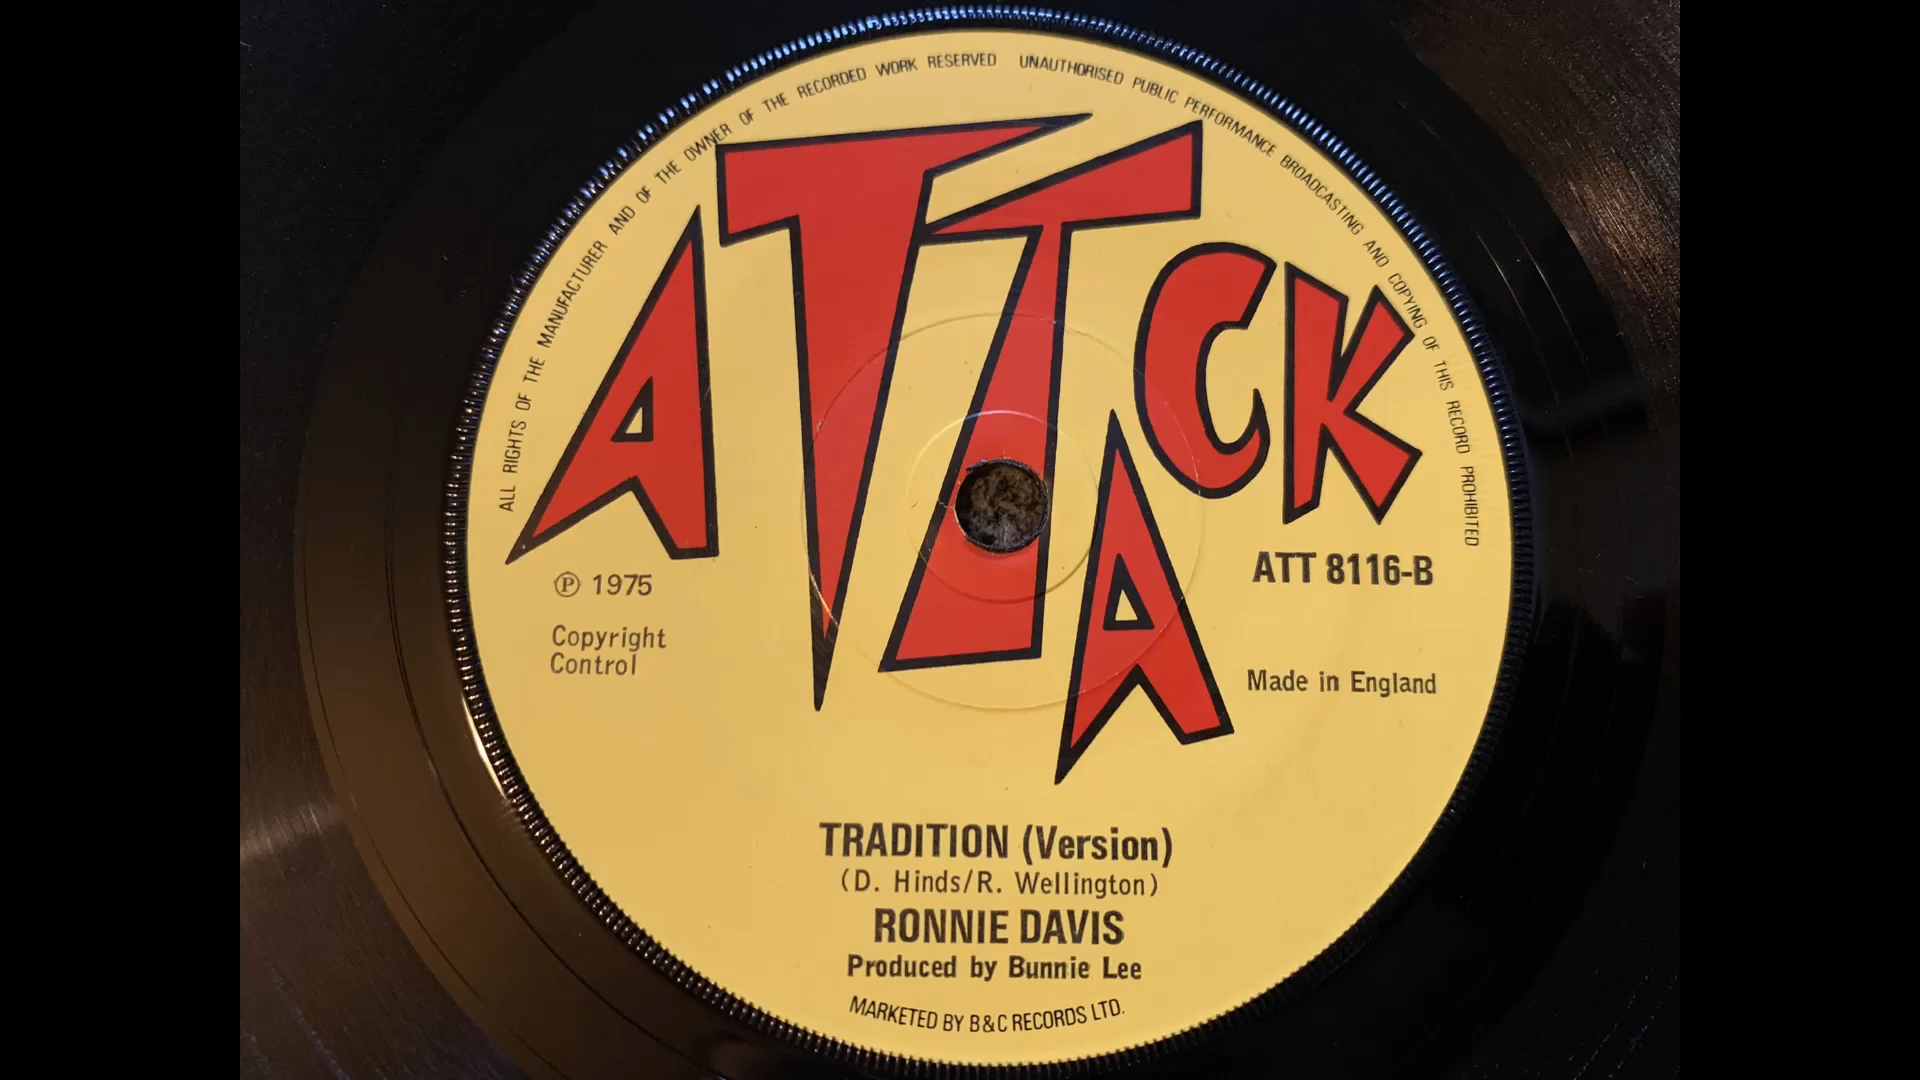 ALL RIGHTS OF THE MANUFACTURER AND OF THE OWNER OF THE RECORDED WORK RESERVED UNAUTHORISED PUBLIC PERFORMANCE BROADCASTING AND COPYING OF THIS RECORD PROHIBITED
ATTACK
℗ 1975
Copyright
Control
ATT 8116-B
Made in England
TRADITION (Version)
(D. Hinds/R. Wellington)
RONNIE DAVIS
Produced by Bunnie Lee
MARKETED BY B&C RECORDS LTD.